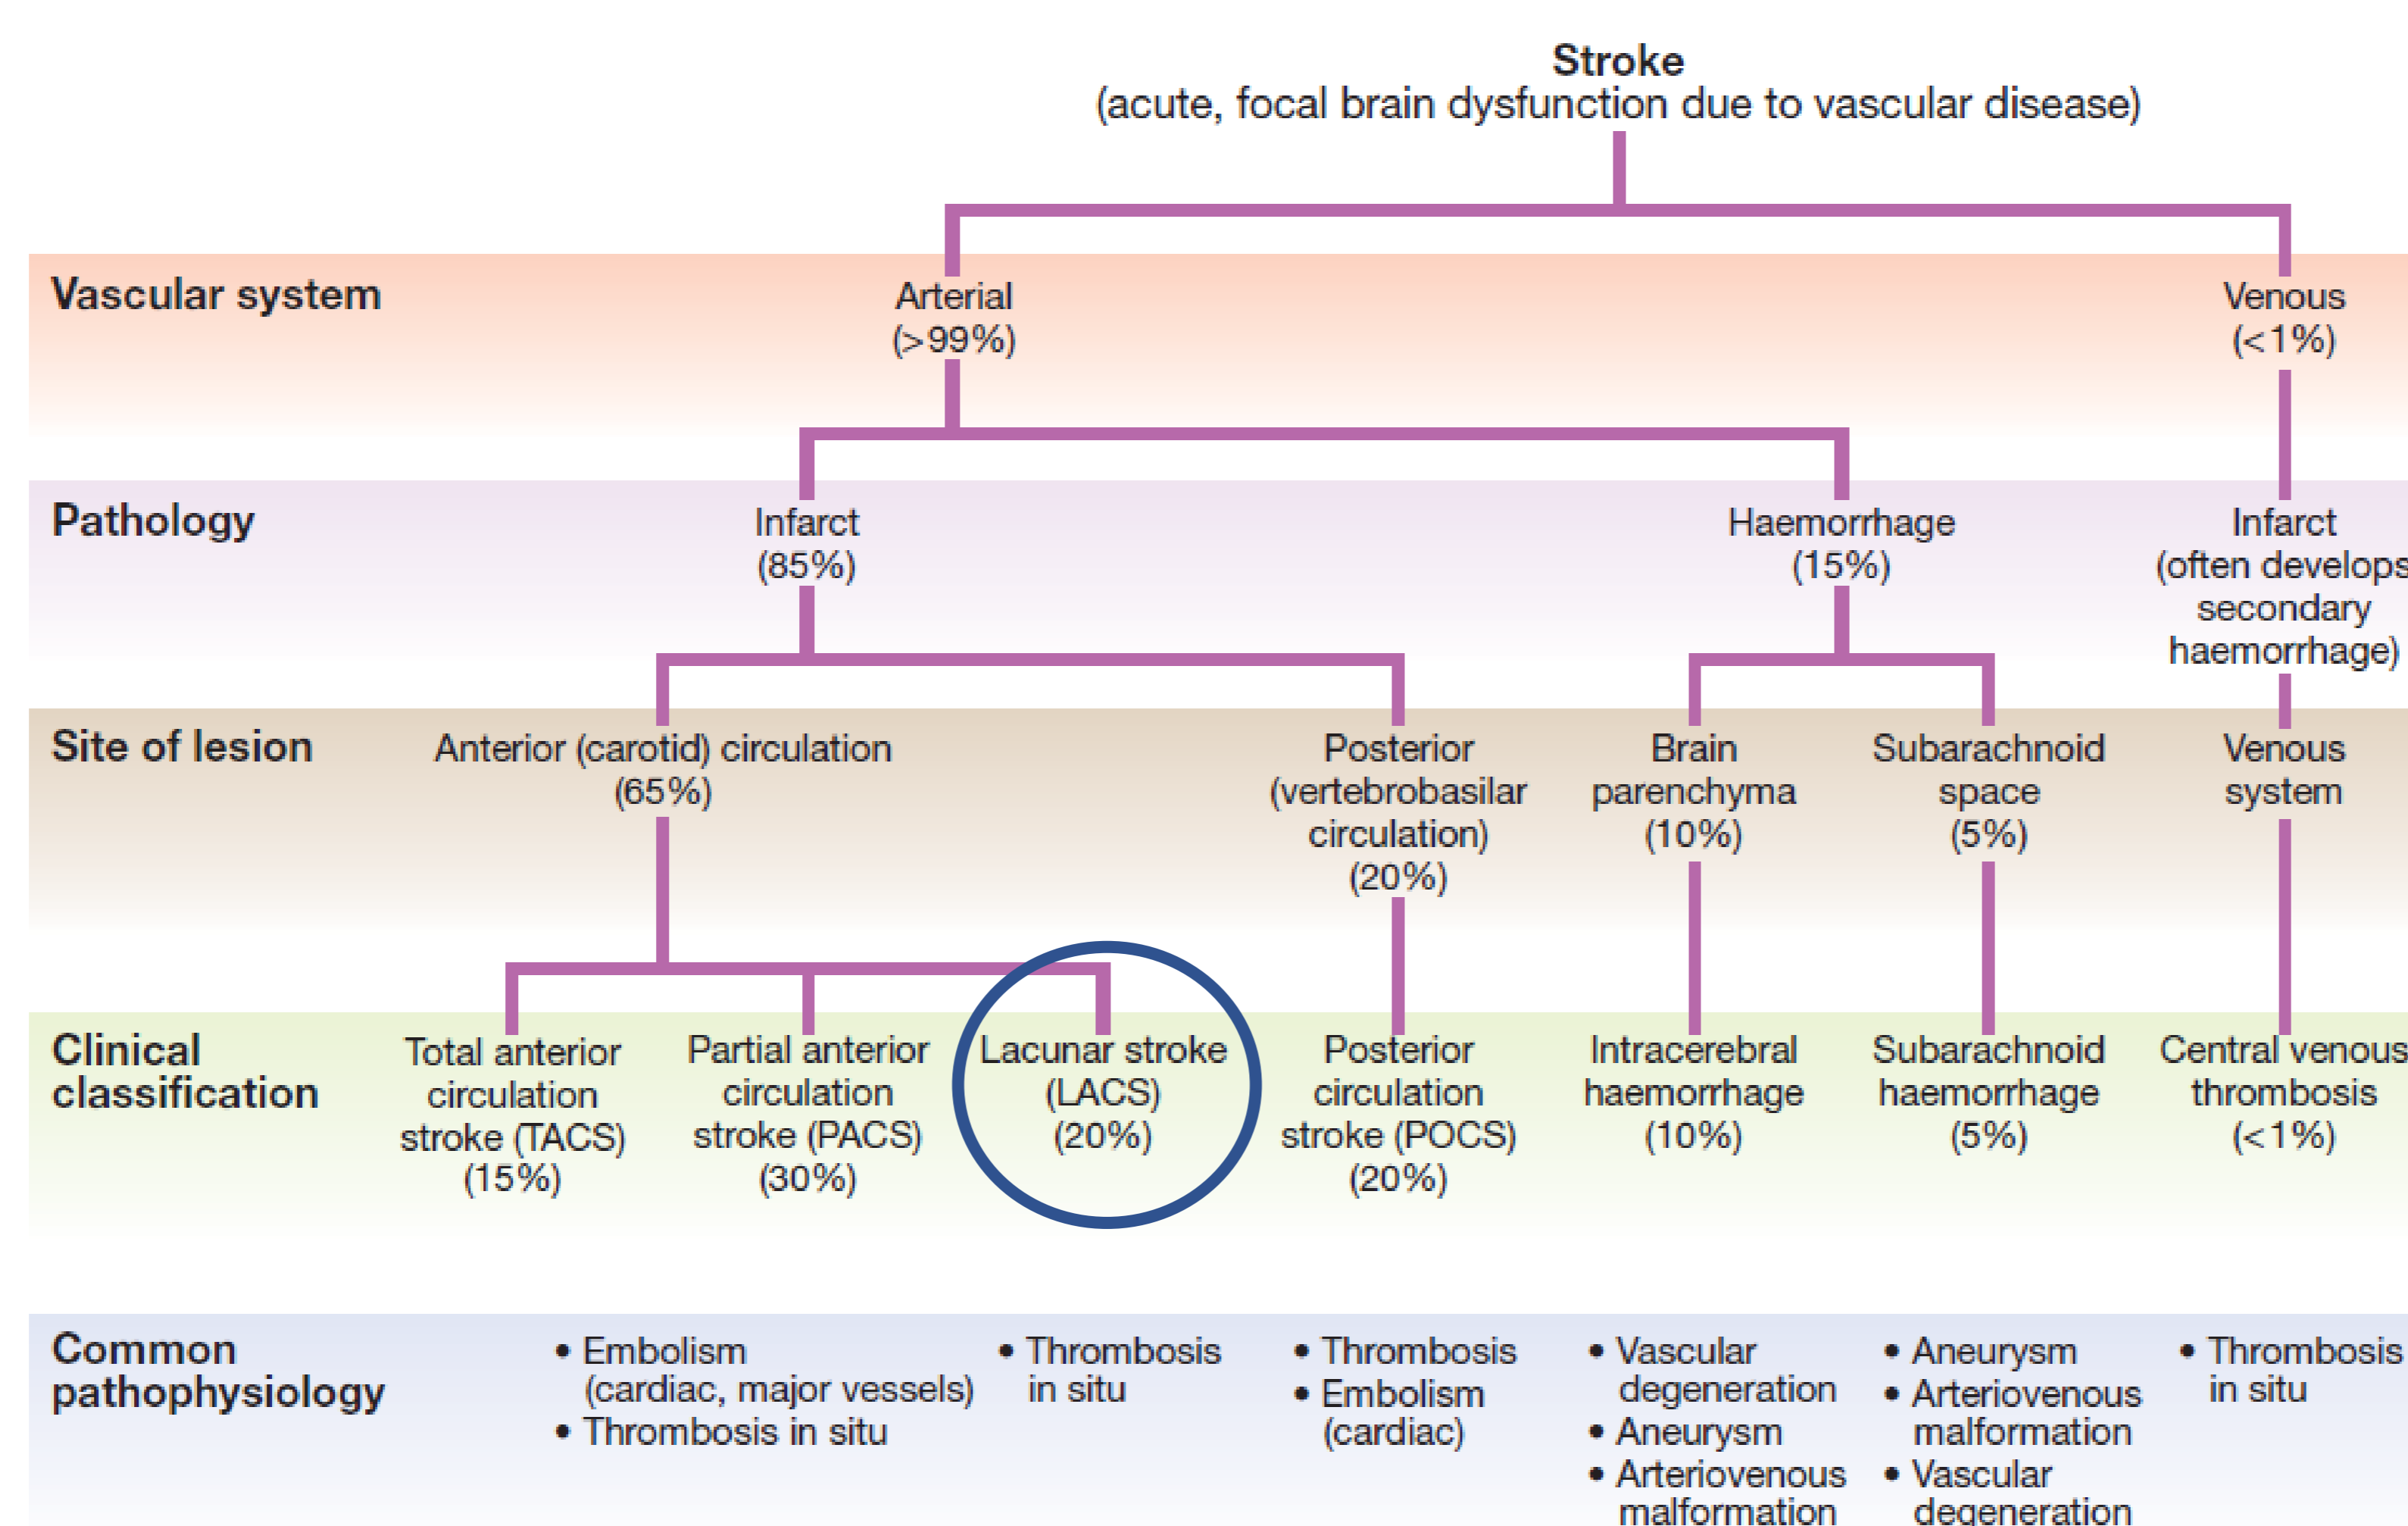 Stroke
(acute, focal brain dysfunction due to vascular disease)
Vascular system
Arterial
(>99%)
Venous
(<1%)
Pathology
Infarct
(85%)
Haemorrhage
(15%)
Infarct
(often develops
secondary
haemorrhage)
Site of lesion
Anterior (carotid) circulation
(65%)
Posterior
(vertebrobasilar
circulation)
(20%)
Brain
parenchyma
(10%)
Subarachnoid
space
(5%)
Venous
system
Clinical
classification
Total anterior
circulation
stroke (TACS)
(15%)
Partial anterior
circulation
stroke (PACS)
(30%)
Lacunar stroke
(LACS)
(20%)
Posterior
circulation
stroke (POCS)
(20%)
Intracerebral
haemorrhage
(10%)
Subarachnoid
haemorrhage
(5%)
Central venous
thrombosis
(<1%)
Common
pathophysiology
• Embolism
(cardiac, major vessels)
• Thrombosis in situ
• Thrombosis
in situ
• Thrombosis
• Embolism
(cardiac)
• Vascular
degeneration
• Aneurysm
• Arteriovenous
malformation
• Aneurysm
• Arteriovenous
malformation
• Vascular
degeneration
• Thrombosis
in situ